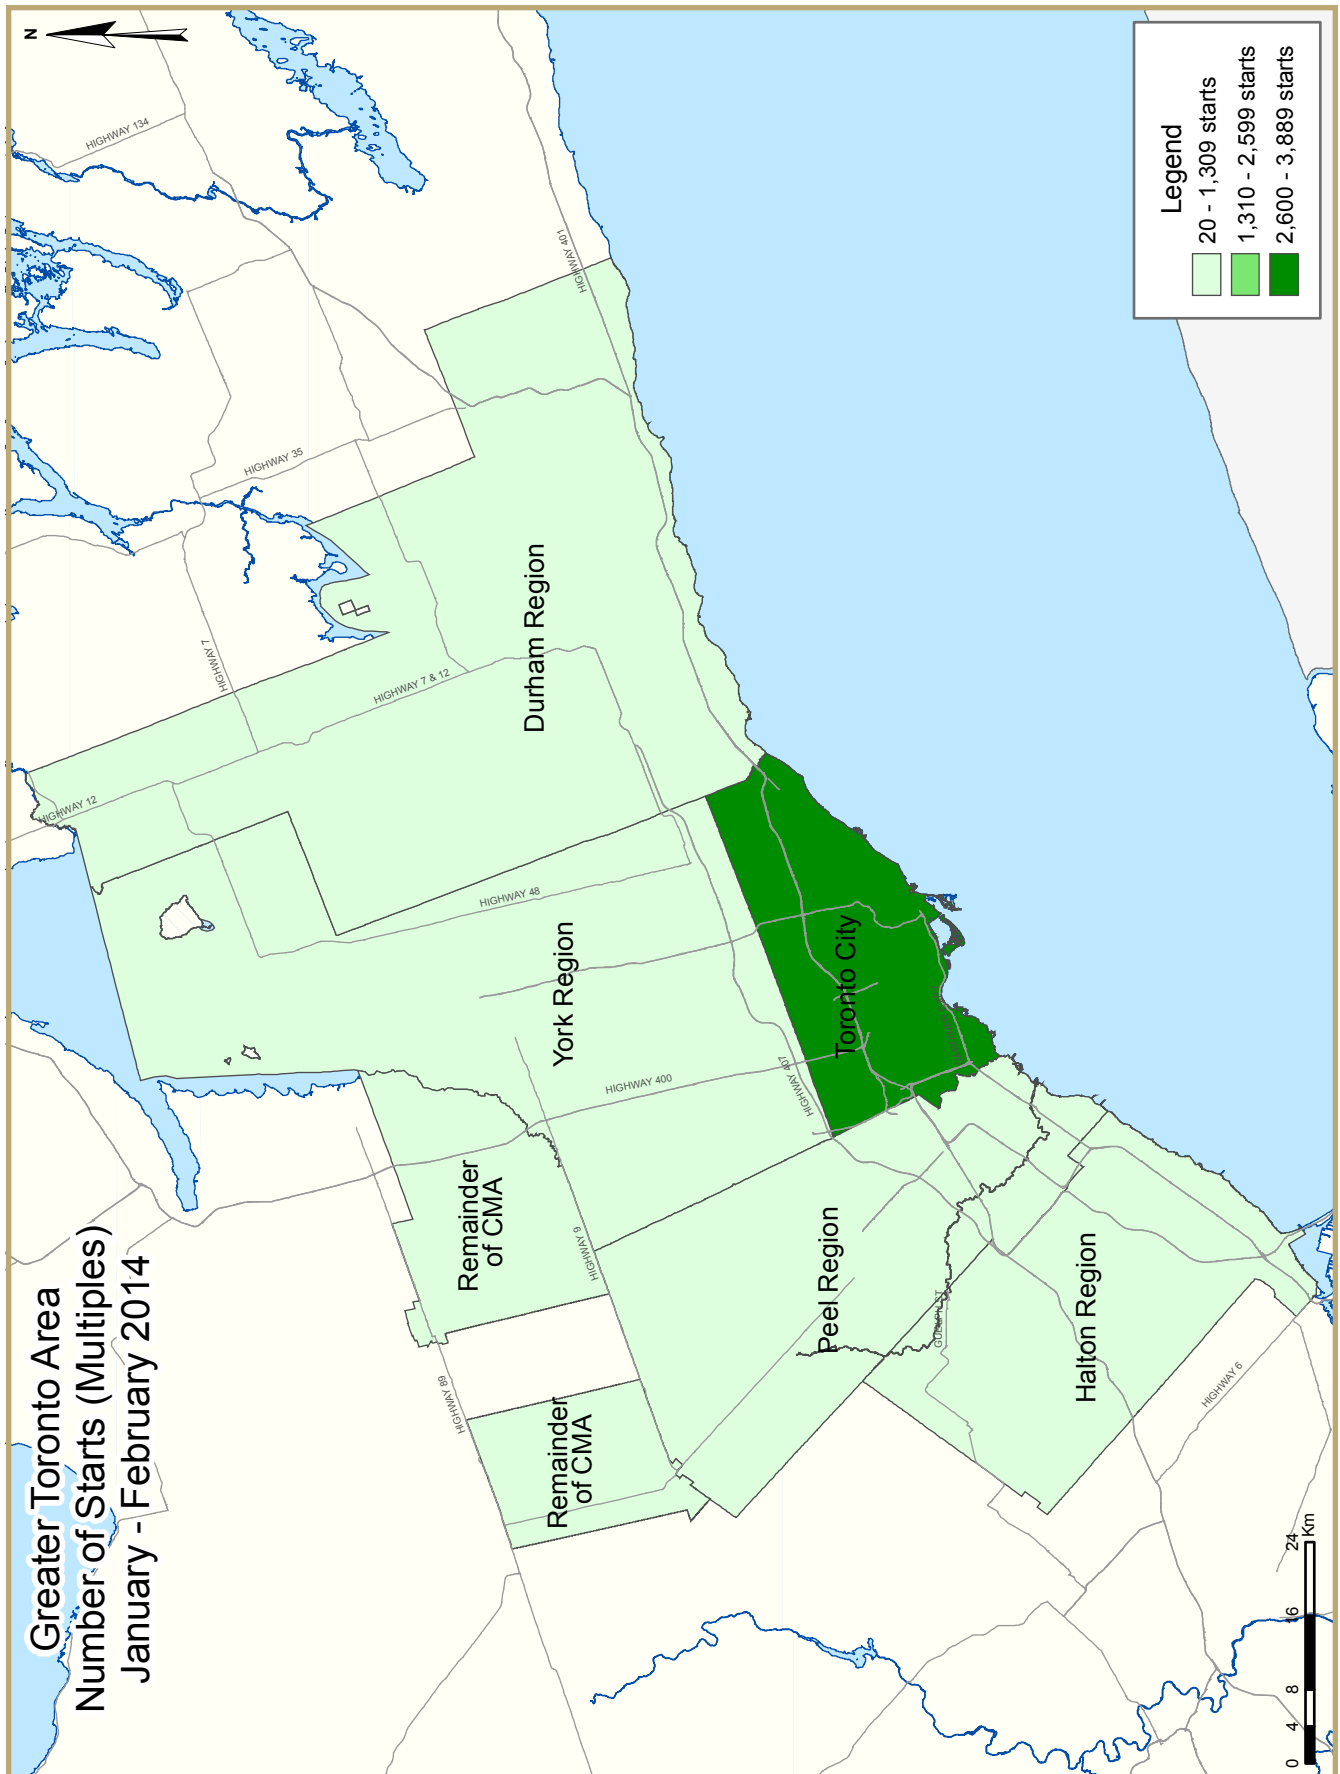 Greater Toronto Area
Number of Starts (Multiples)
January - February 2014
N
HIGHWAY 134
HIGHWAY 401
HIGHWAY 35
HIGHWAY 7
HIGHWAY 7 & 12
HIGHWAY 12
Durham Region
HIGHWAY 48
York Region
Toronto City
HIGHWAY 407
HIGHWAY 400
Remainder
of CMA
HIGHWAY 9
HIGHWAY 89
Remainder
of CMA
Peel Region
GUELPH ST
Halton Region
HIGHWAY 6
Legend
20 - 1,309 starts
1,310 - 2,599 starts
2,600 - 3,889 starts
0 4 8 16 24
Km